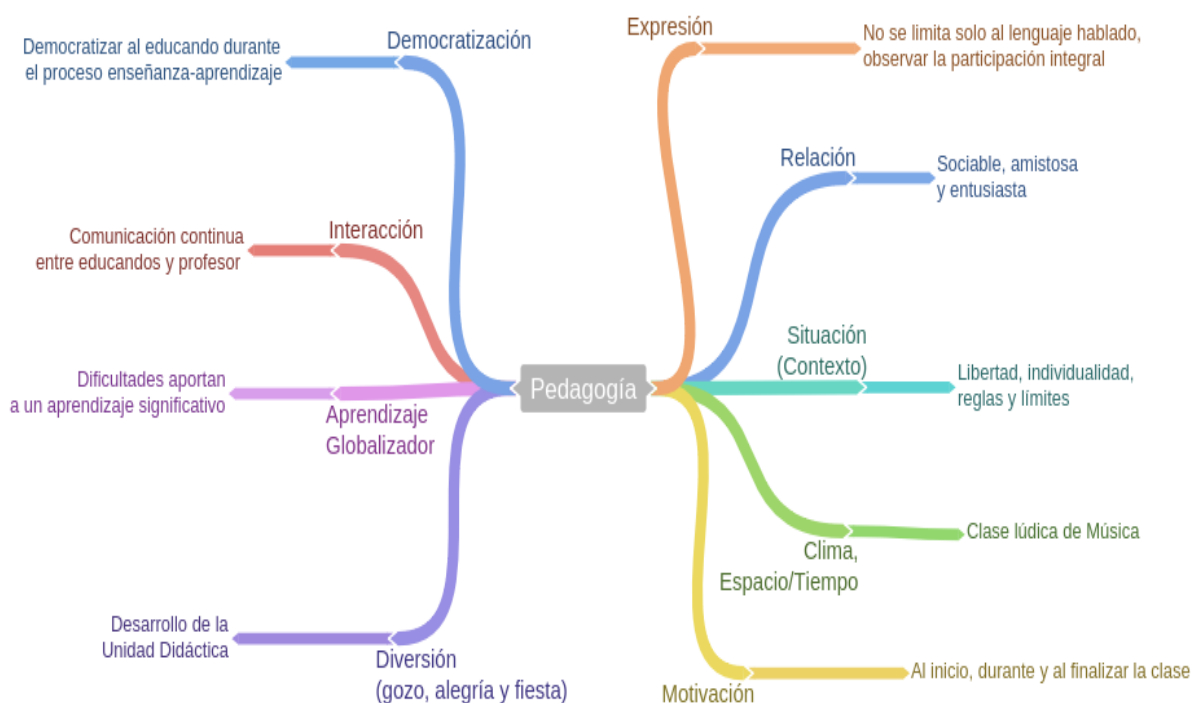 Pedagogía
Expresión
No se limita solo al lenguaje hablado,
observar la participación integral
Relación
Sociable, amistosa
y entusiasta
Situación
(Contexto)
Libertad, individualidad,
reglas y límites
Clima,
Espacio/Tiempo
Clase lúdica de Música
Motivación
Al inicio, durante y al finalizar la clase
Democratización
Democratizar al educando durante
el proceso enseñanza-aprendizaje
Interacción
Comunicación continua
entre educandos y profesor
Aprendizaje
Globalizador
Dificultades aportan
a un aprendizaje significativo
Diversión
(gozo, alegría y fiesta)
Desarrollo de la
Unidad Didáctica